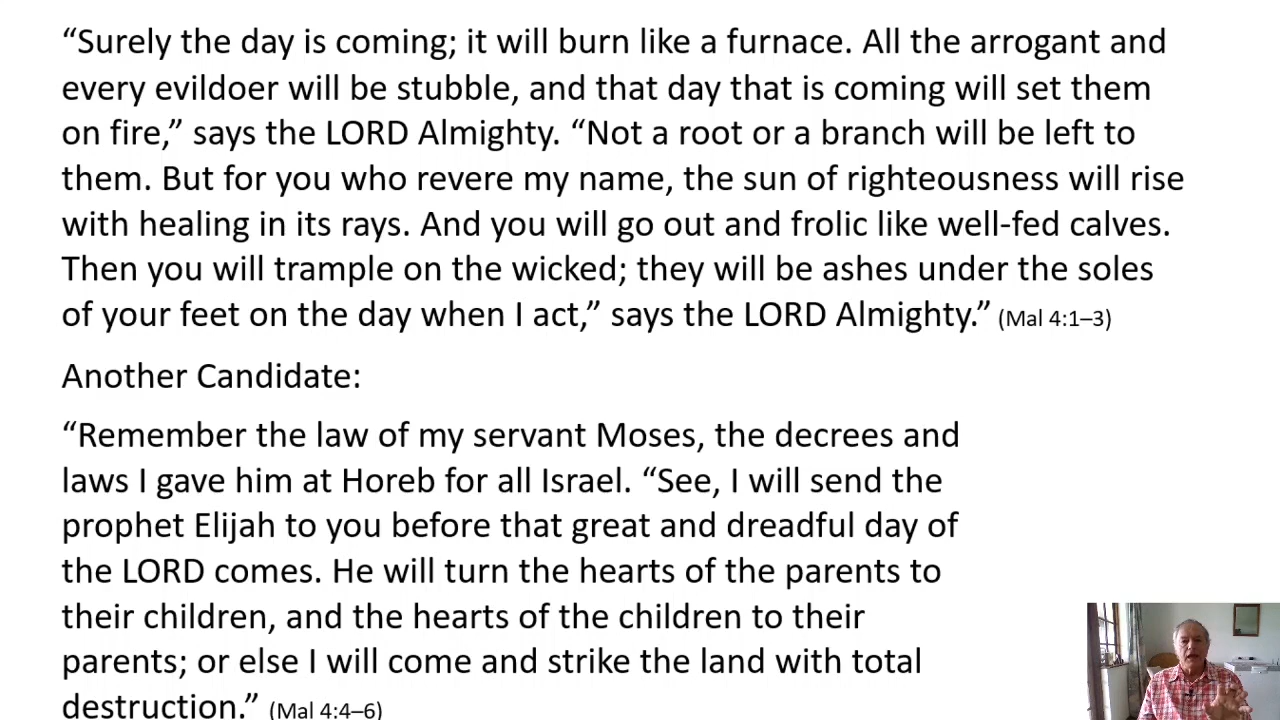 “Surely the day is coming; it will burn like a furnace. All the arrogant and
every evildoer will be stubble, and that day that is coming will set them
on fire,” says the LORD Almighty. “Not a root or a branch will be left to
them. But for you who revere my name, the sun of righteousness will rise
with healing in its rays. And you will go out and frolic like well-fed calves.
Then you will trample on the wicked; they will be ashes under the soles
of your feet on the day when I act,” says the LORD Almighty.” (Mal 4:1–3)
Another Candidate:
“Remember the law of my servant Moses, the decrees and
laws I gave him at Horeb for all Israel. “See, I will send the
prophet Elijah to you before that great and dreadful day of
the LORD comes. He will turn the hearts of the parents to
their children, and the hearts of the children to their
parents; or else I will come and strike the land with total
destruction.” (Mal 4:4–6)